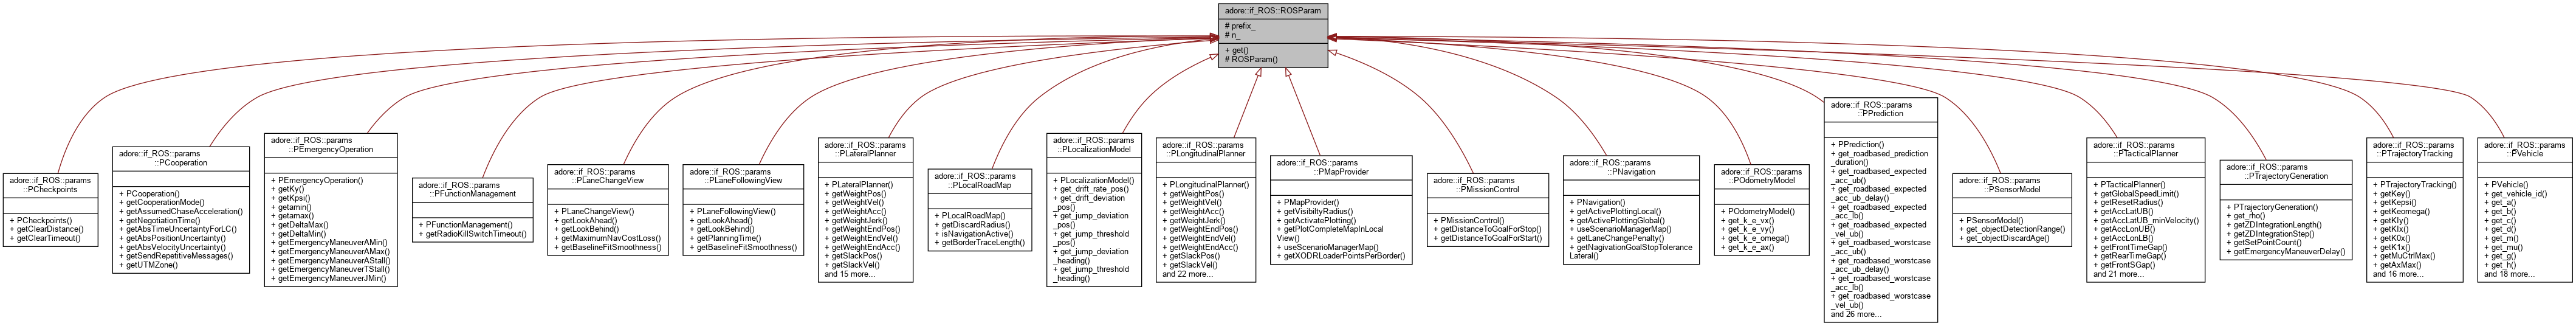 adore::if_ROS::ROSParam
# prefix_
# n_
+ get()
# ROSParam()
adore::if_ROS::params
::PCheckpoints
+ PCheckpoints()
+ getClearDistance()
+ getClearTimeout()
adore::if_ROS::params
::PCooperation
+ PCooperation()
+ getCooperationMode()
+ getAssumedChaseAcceleration()
+ getNegotiationTime()
+ getAbsTimeUncertaintyForLC()
+ getAbsPositionUncertainty()
+ getAbsVelocityUncertainty()
+ getSendRepetitiveMessages()
+ getUTMZone()
adore::if_ROS::params
::PEmergencyOperation
+ PEmergencyOperation()
+ getKy()
+ getKpsi()
+ getamin()
+ getamax()
+ getDeltaMax()
+ getDeltaMin()
+ getEmergencyManeuverAMin()
+ getEmergencyManeuverAMax()
+ getEmergencyManeuverAStall()
+ getEmergencyManeuverTStall()
+ getEmergencyManeuverJMin()
adore::if_ROS::params
::PFunctionManagement
+ PFunctionManagement()
+ getRadioKillSwitchTimeout()
adore::if_ROS::params
::PLaneChangeView
+ PLaneChangeView()
+ getLookAhead()
+ getLookBehind()
+ getMaximumNavCostLoss()
+ getBaselineFitSmoothness()
adore::if_ROS::params
::PLaneFollowingView
+ PLaneFollowingView()
+ getLookAhead()
+ getLookBehind()
+ getPlanningTime()
+ getBaselineFitSmoothness()
adore::if_ROS::params
::PLateralPlanner
+ PLateralPlanner()
+ getWeightPos()
+ getWeightVel()
+ getWeightAcc()
+ getWeightJerk()
+ getWeightEndPos()
+ getWeightEndVel()
+ getWeightEndAcc()
+ getSlackPos()
+ getSlackVel()
and 15 more...
adore::if_ROS::params
::PLocalRoadMap
+ PLocalRoadMap()
+ getDiscardRadius()
+ isNavigationActive()
+ getBorderTraceLength()
adore::if_ROS::params
::PLocalizationModel
+ PLocalizationModel()
+ get_drift_rate_pos()
+ get_drift_deviation
_pos()
+ get_jump_deviation
_pos()
+ get_jump_threshold
_pos()
+ get_jump_deviation
_heading()
+ get_jump_threshold
_heading()
adore::if_ROS::params
::PLongitudinalPlanner
+ PLongitudinalPlanner()
+ getWeightPos()
+ getWeightVel()
+ getWeightAcc()
+ getWeightJerk()
+ getWeightEndPos()
+ getWeightEndVel()
+ getWeightEndAcc()
+ getSlackPos()
+ getSlackVel()
and 22 more...
adore::if_ROS::params
::PMapProvider
+ PMapProvider()
+ getVisibiltyRadius()
+ getActivatePlotting()
+ getPlotCompleteMapInLocal
View()
+ useScenarioManagerMap()
+ getXODRLoaderPointsPerBorder()
adore::if_ROS::params
::PMissionControl
+ PMissionControl()
+ getDistanceToGoalForStop()
+ getDistanceToGoalForStart()
adore::if_ROS::params
::PNavigation
+ PNavigation()
+ getActivePlottingLocal()
+ getActivePlottingGlobal()
+ useScenarioManagerMap()
+ getLaneChangePenalty()
+ getNagivationGoalStopTolerance
Lateral()
adore::if_ROS::params
::POdometryModel
+ POdometryModel()
+ get_k_e_vx()
+ get_k_e_vy()
+ get_k_e_omega()
+ get_k_e_ax()
adore::if_ROS::params
::PPrediction
+ PPrediction()
+ get_roadbased_prediction
_duration()
+ get_roadbased_expected
_acc_ub()
+ get_roadbased_expected
_acc_ub_delay()
+ get_roadbased_expected
_acc_lb()
+ get_roadbased_expected
_vel_ub()
+ get_roadbased_worstcase
_acc_ub()
+ get_roadbased_worstcase
_acc_ub_delay()
+ get_roadbased_worstcase
_acc_lb()
+ get_roadbased_worstcase
_vel_ub()
and 26 more...
adore::if_ROS::params
::PSensorModel
+ PSensorModel()
+ get_objectDetectionRange()
+ get_objectDiscardAge()
adore::if_ROS::params
::PTacticalPlanner
+ PTacticalPlanner()
+ getGlobalSpeedLimit()
+ getResetRadius()
+ getAccLatUB()
+ getAccLatUB_minVelocity()
+ getAccLonUB()
+ getAccLonLB()
+ getFrontTimeGap()
+ getRearTimeGap()
+ getFrontSGap()
and 21 more...
adore::if_ROS::params
::PTrajectoryGeneration
+ PTrajectoryGeneration()
+ get_rho()
+ getZDIntegrationLength()
+ getZDIntegrationStep()
+ getSetPointCount()
+ getEmergencyManeuverDelay()
adore::if_ROS::params
::PTrajectoryTracking
+ PTrajectoryTracking()
+ getKey()
+ getKepsi()
+ getKeomega()
+ getKIy()
+ getKIx()
+ getK0x()
+ getK1x()
+ getMuCtrlMax()
+ getAxMax()
and 16 more...
adore::if_ROS::params
::PVehicle
+ PVehicle()
+ get_vehicle_id()
+ get_a()
+ get_b()
+ get_c()
+ get_d()
+ get_m()
+ get_mu()
+ get_g()
+ get_h()
and 18 more...